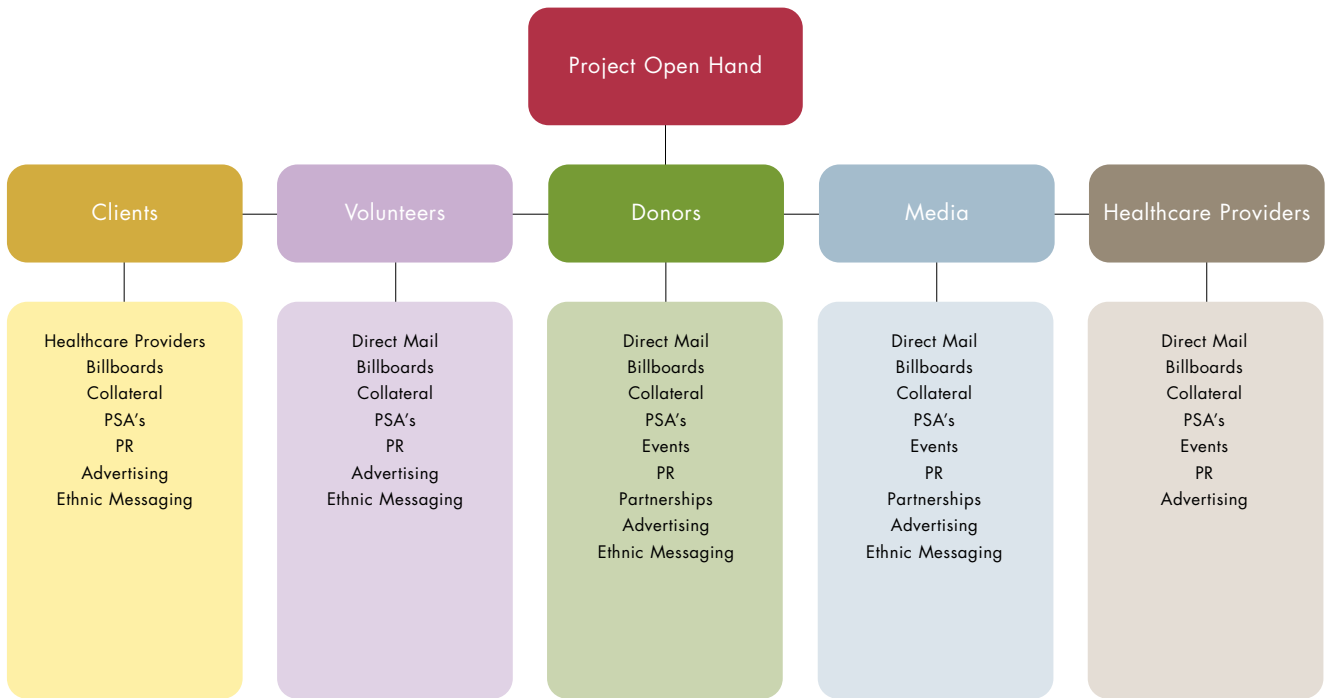 Project Open Hand
Clients
Volunteers
Donors
Media
Healthcare Providers
Healthcare Providers
Billboards
Collateral
PSA’s
PR
Advertising
Ethnic Messaging
Direct Mail
Billboards
Collateral
PSA’s
PR
Advertising
Ethnic Messaging
Direct Mail
Billboards
Collateral
PSA’s
Events
PR
Partnerships
Advertising
Ethnic Messaging
Direct Mail
Billboards
Collateral
PSA’s
Events
PR
Partnerships
Advertising
Ethnic Messaging
Direct Mail
Billboards
Collateral
PSA’s
Events
PR
Advertising